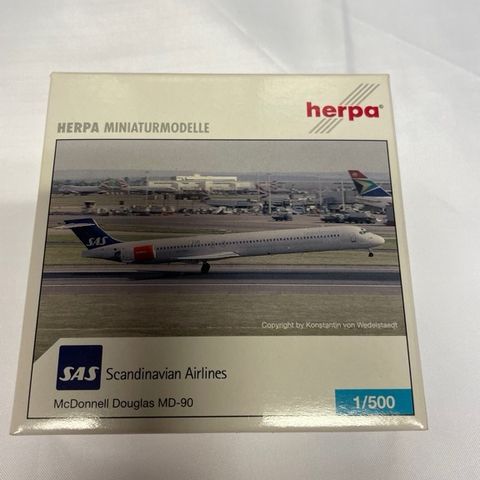 herpa®
HERPA MINIATURMODELLE
SAS
Copyright by Konstantin von Wedelstaedt
SAS Scandinavian Airlines
McDonnell Douglas MD-90
1/500